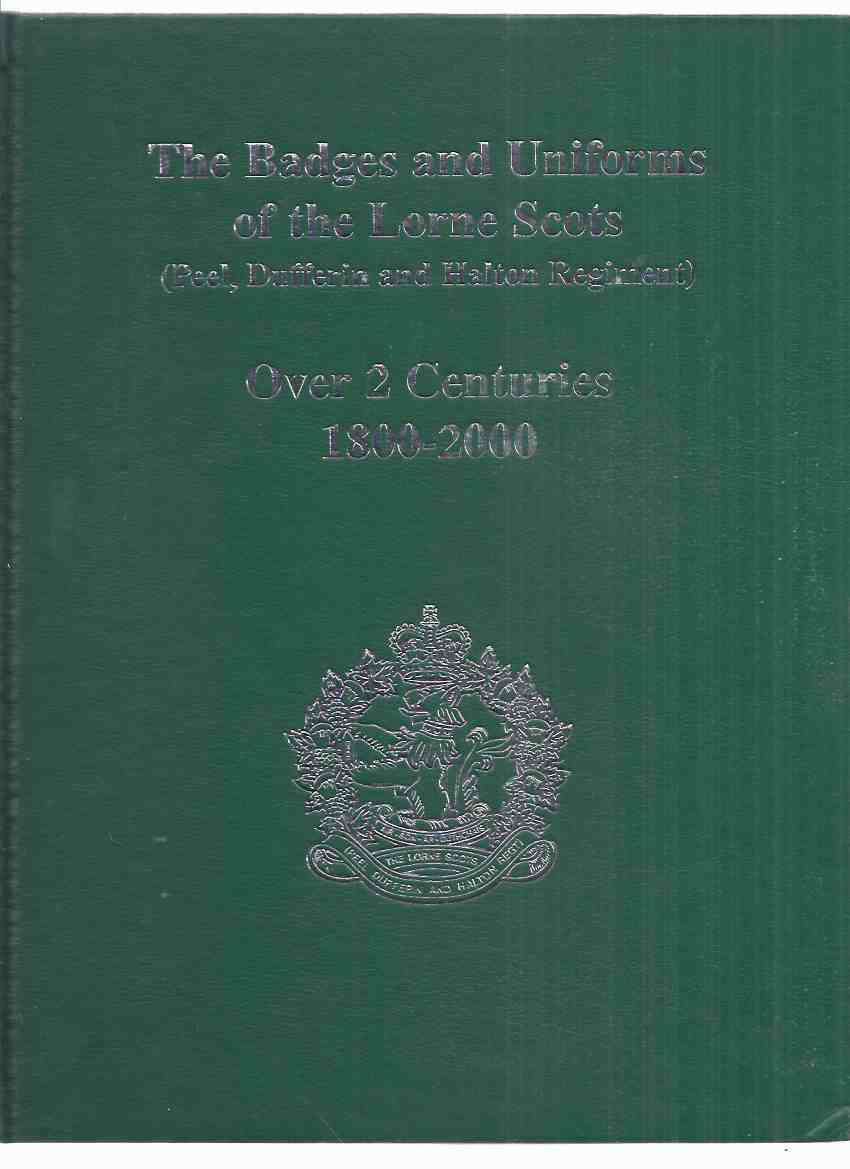 The Badges and Uniforms
of the Lorne Scots
(Peel, Dufferin and Halton Regiment)
Over 2 Centuries
1800-2000
THE LORNE SCOTS
PEEL DUFFERIN AND HALTON REGT